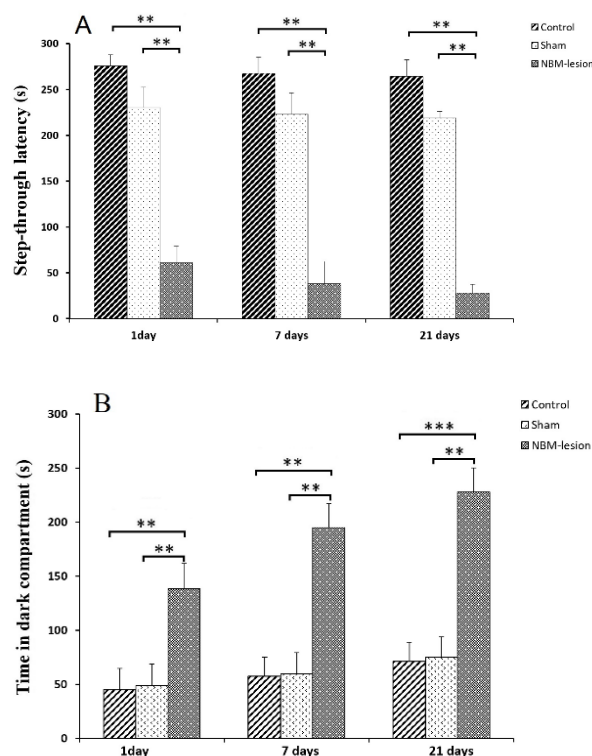 A
Step-through latency (s)
300
250
200
150
100
50
0
** ** ** ** ** **
Control
Sham
NBM-lesion
1day 7 days 21 days
B
Time in dark compartment (s)
300
250
200
150
100
50
0
** ** ** ** *** **
Control
Sham
NBM-lesion
1day 7 days 21 days